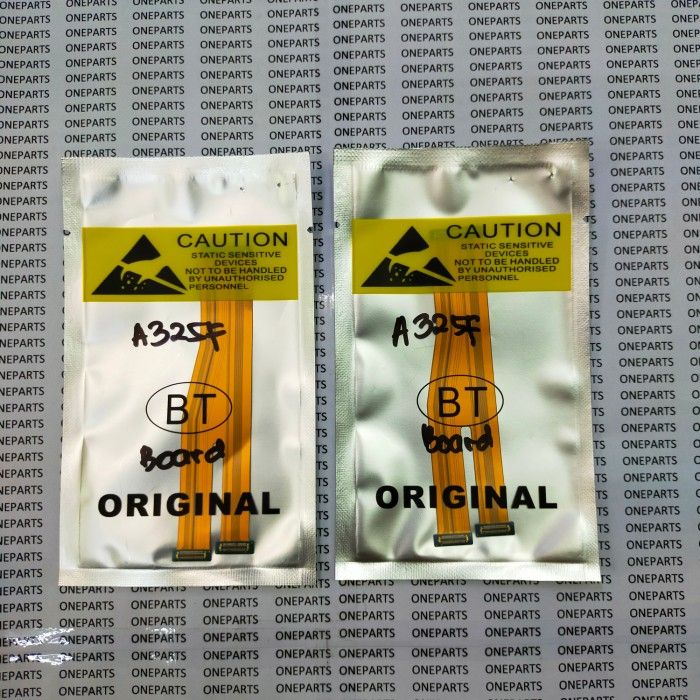 ONEPARTS
CAUTION
STATIC SENSITIVE
DEVICES
NOT TO BE HANDLED
BY UNAUTHORISED
PERSONNEL
A325F
BT
Board
ORIGINAL
CAUTION
STATIC SENSITIVE
DEVICES
NOT TO BE HANDLED
BY UNAUTHORISED
PERSONNEL
A325F
BT
Board
ORIGINAL